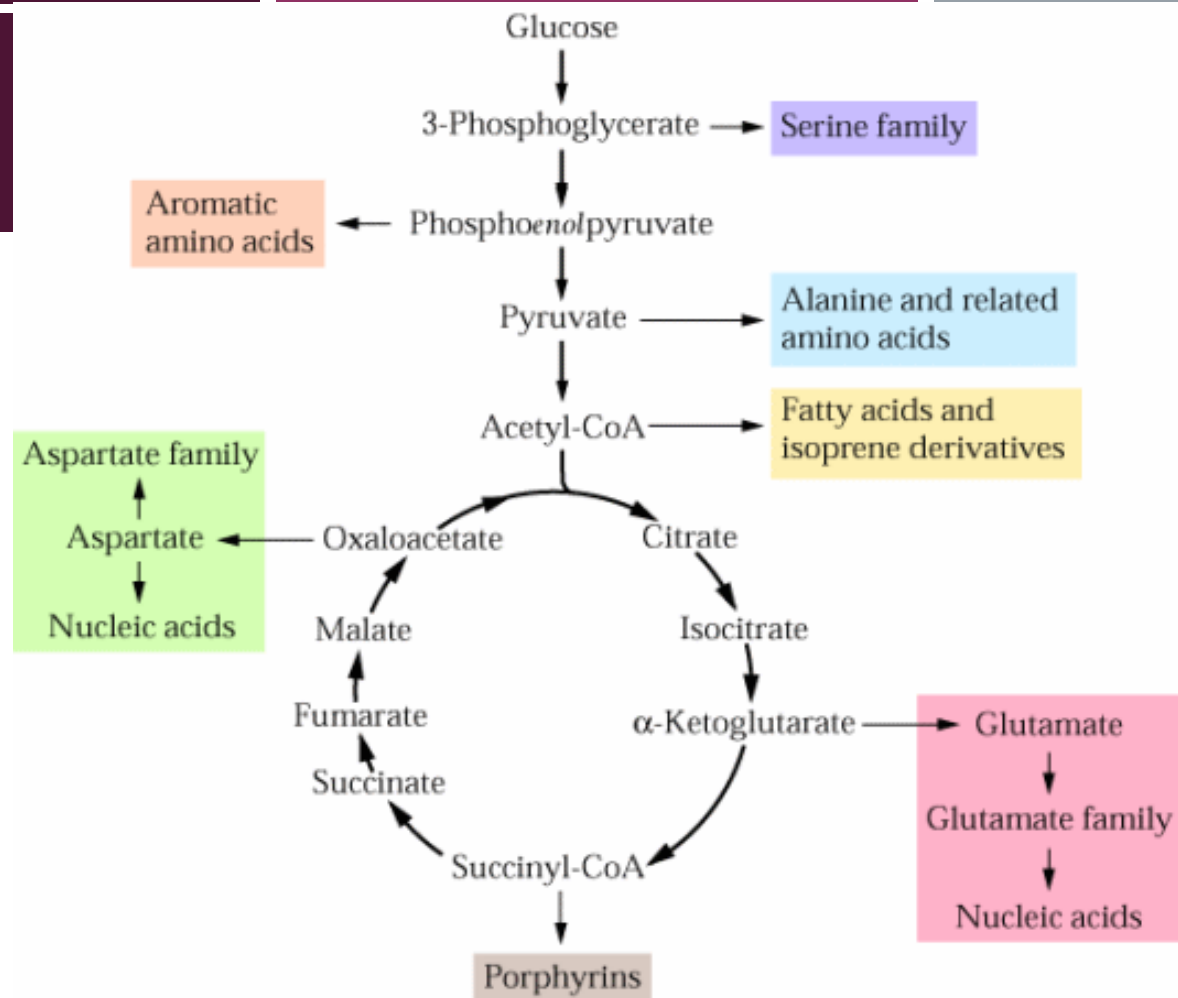 Glucose
3-Phosphoglycerate
Serine family
Aromatic
amino acids
Phosphoenolpyruvate
Pyruvate
Alanine and related
amino acids
Acetyl-CoA
Fatty acids and
isoprene derivatives
Aspartate family
Aspartate
Nucleic acids
Oxaloacetate
Citrate
Malate
Isocitrate
Fumarate
α-Ketoglutarate
Glutamate
Succinate
Glutamate family
Succinyl-CoA
Nucleic acids
Porphyrins